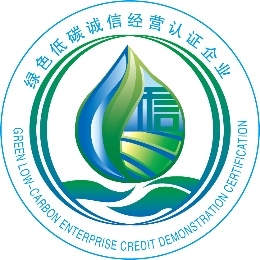 绿色低碳诚信经营认证企业
信
GREEN LOW-CARBON ENTERPRISE CREDIT DEMONSTRATION CERTIFICATION